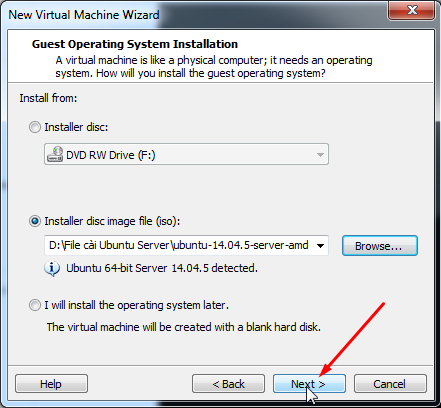 New Virtual Machine Wizard
Guest Operating System Installation
A virtual machine is like a physical computer; it needs an operating
system. How will you install the guest operating system?
Install from:
Installer disc:
DVD RW Drive (F:)
Installer disc image file (iso):
D:\File cài Ubuntu Server\ubuntu-14.04.5-server-amd
Browse...
Ubuntu 64-bit Server 14.04.5 detected.
I will install the operating system later.
The virtual machine will be created with a blank hard disk.
Help
< Back
Next >
Cancel